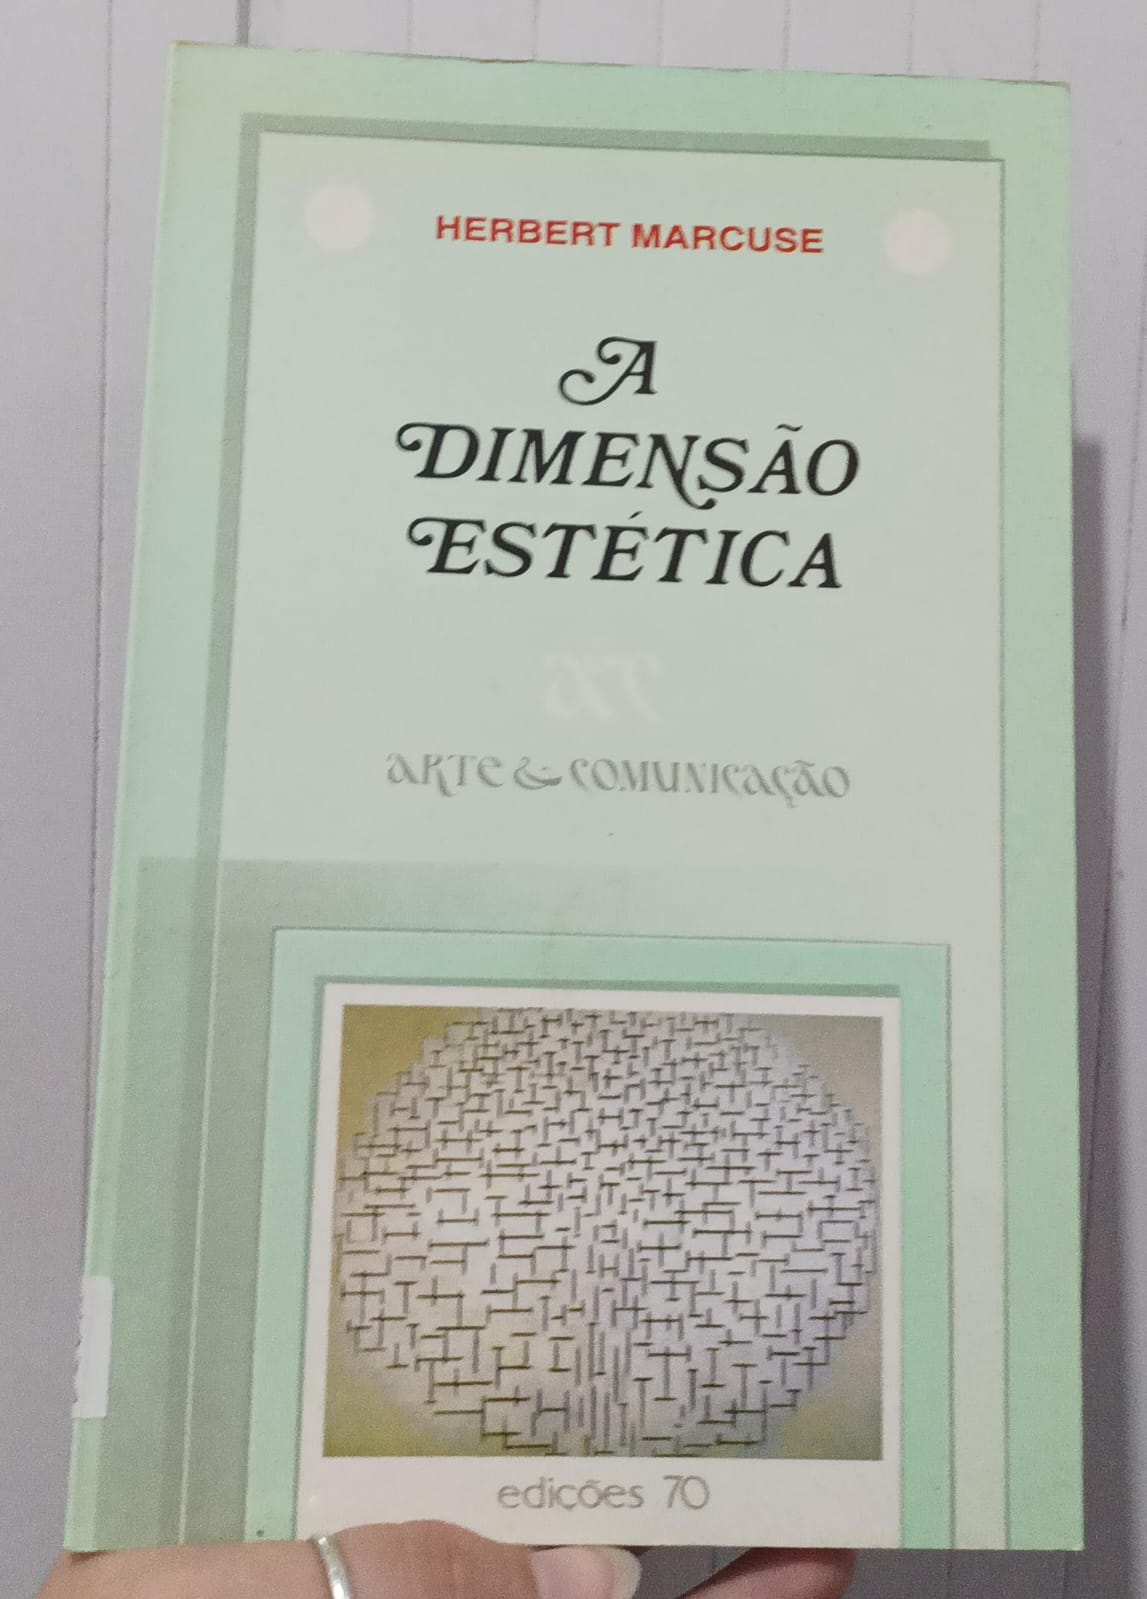 HERBERT MARCUSE
A
DIMENSÃO
ESTÉTICA
ARTE & COMUNICAÇÃO
edições 70